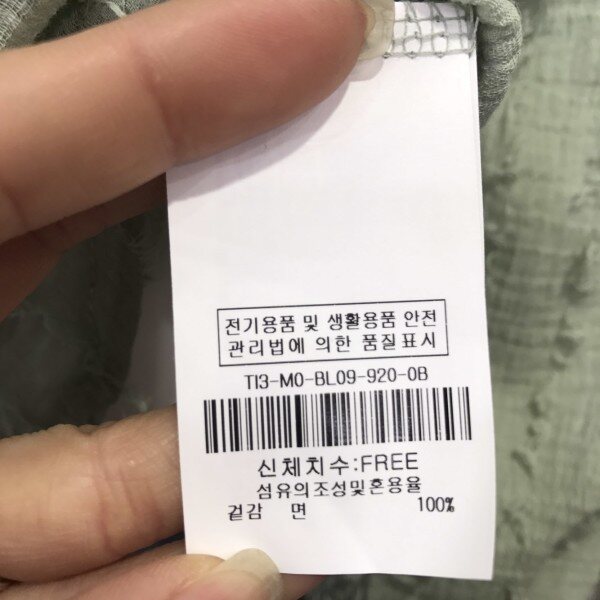 전기용품 및 생활용품 안전
관리법에 의한 품질표시
TI3-M0-BL09-920-0B
신체치수:FREE
섬유의조성및혼용율
겉감 면 100%